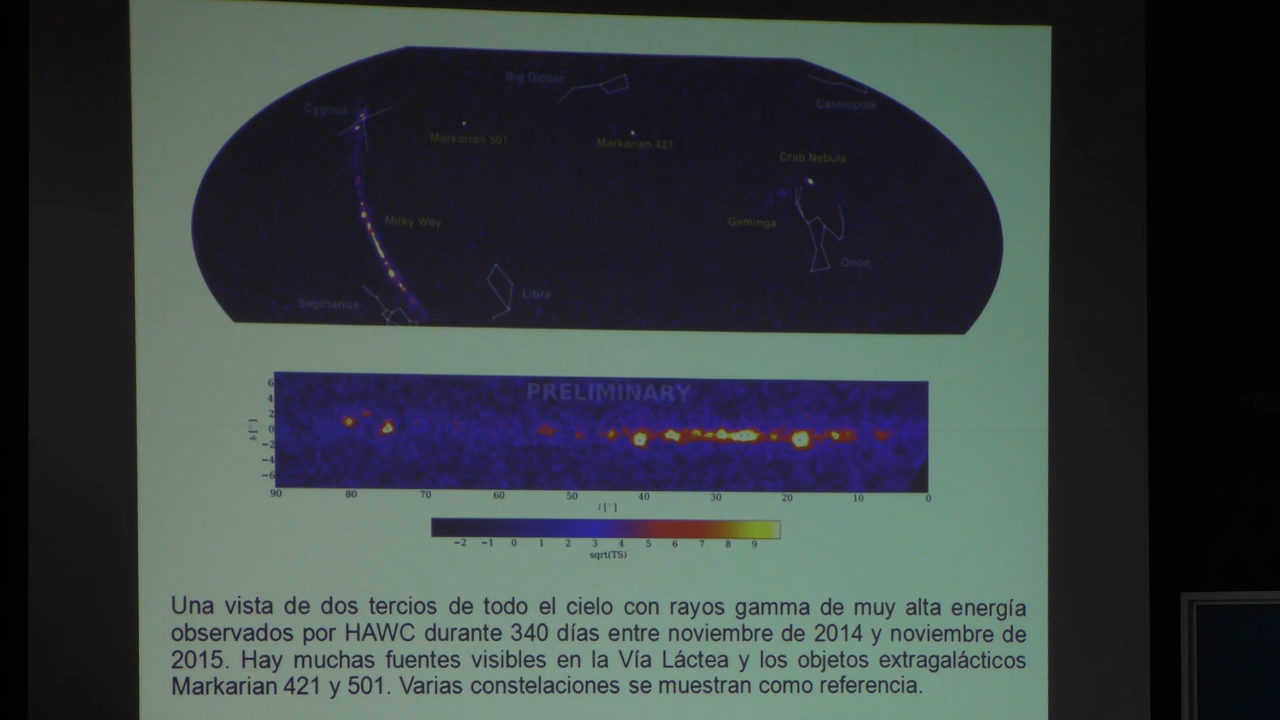 Big Dipper
Cassiopeia
Cygnus
Markarian 501
Markarian 421
Crab Nebula
Milky Way
Geminga
Orion
Libra
Sagittarius
PRELIMINARY
6
4
2
0
−2
−4
−6
b [°]
90 80 70 60 50 40 30 20 10 0
l [°]
−2 −1 0 1 2 3 4 5 6 7 8 9
sqrt(TS)
Una vista de dos tercios de todo el cielo con rayos gamma de muy alta energía
observados por HAWC durante 340 días entre noviembre de 2014 y noviembre de
2015. Hay muchas fuentes visibles en la Vía Láctea y los objetos extragalácticos
Markarian 421 y 501. Varias constelaciones se muestran como referencia.